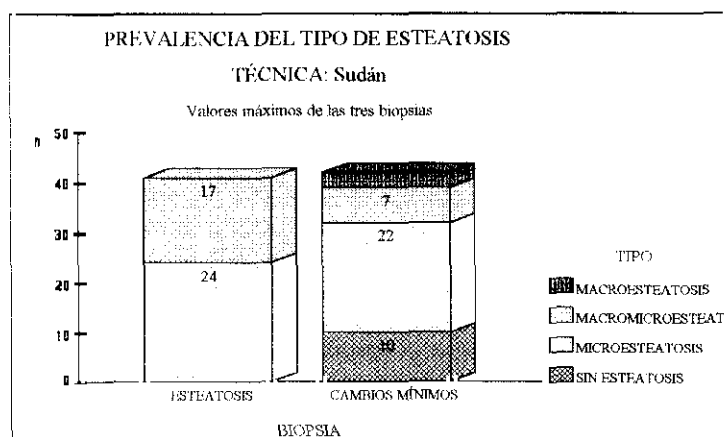 PREVALENCIA DEL TIPO DE ESTEATOSIS
TÉCNICA: Sudán
Valores máximos de las tres biopsias
n
50
40
30
20
10
0
17
24
7
22
10
ESTEATOSIS
CAMBIOS MÍNIMOS
BIOPSIA
TIPO
MACROESTEATOSIS
MACROMICROESTEAT
MICROESTEATOSIS
SIN ESTEATOSIS